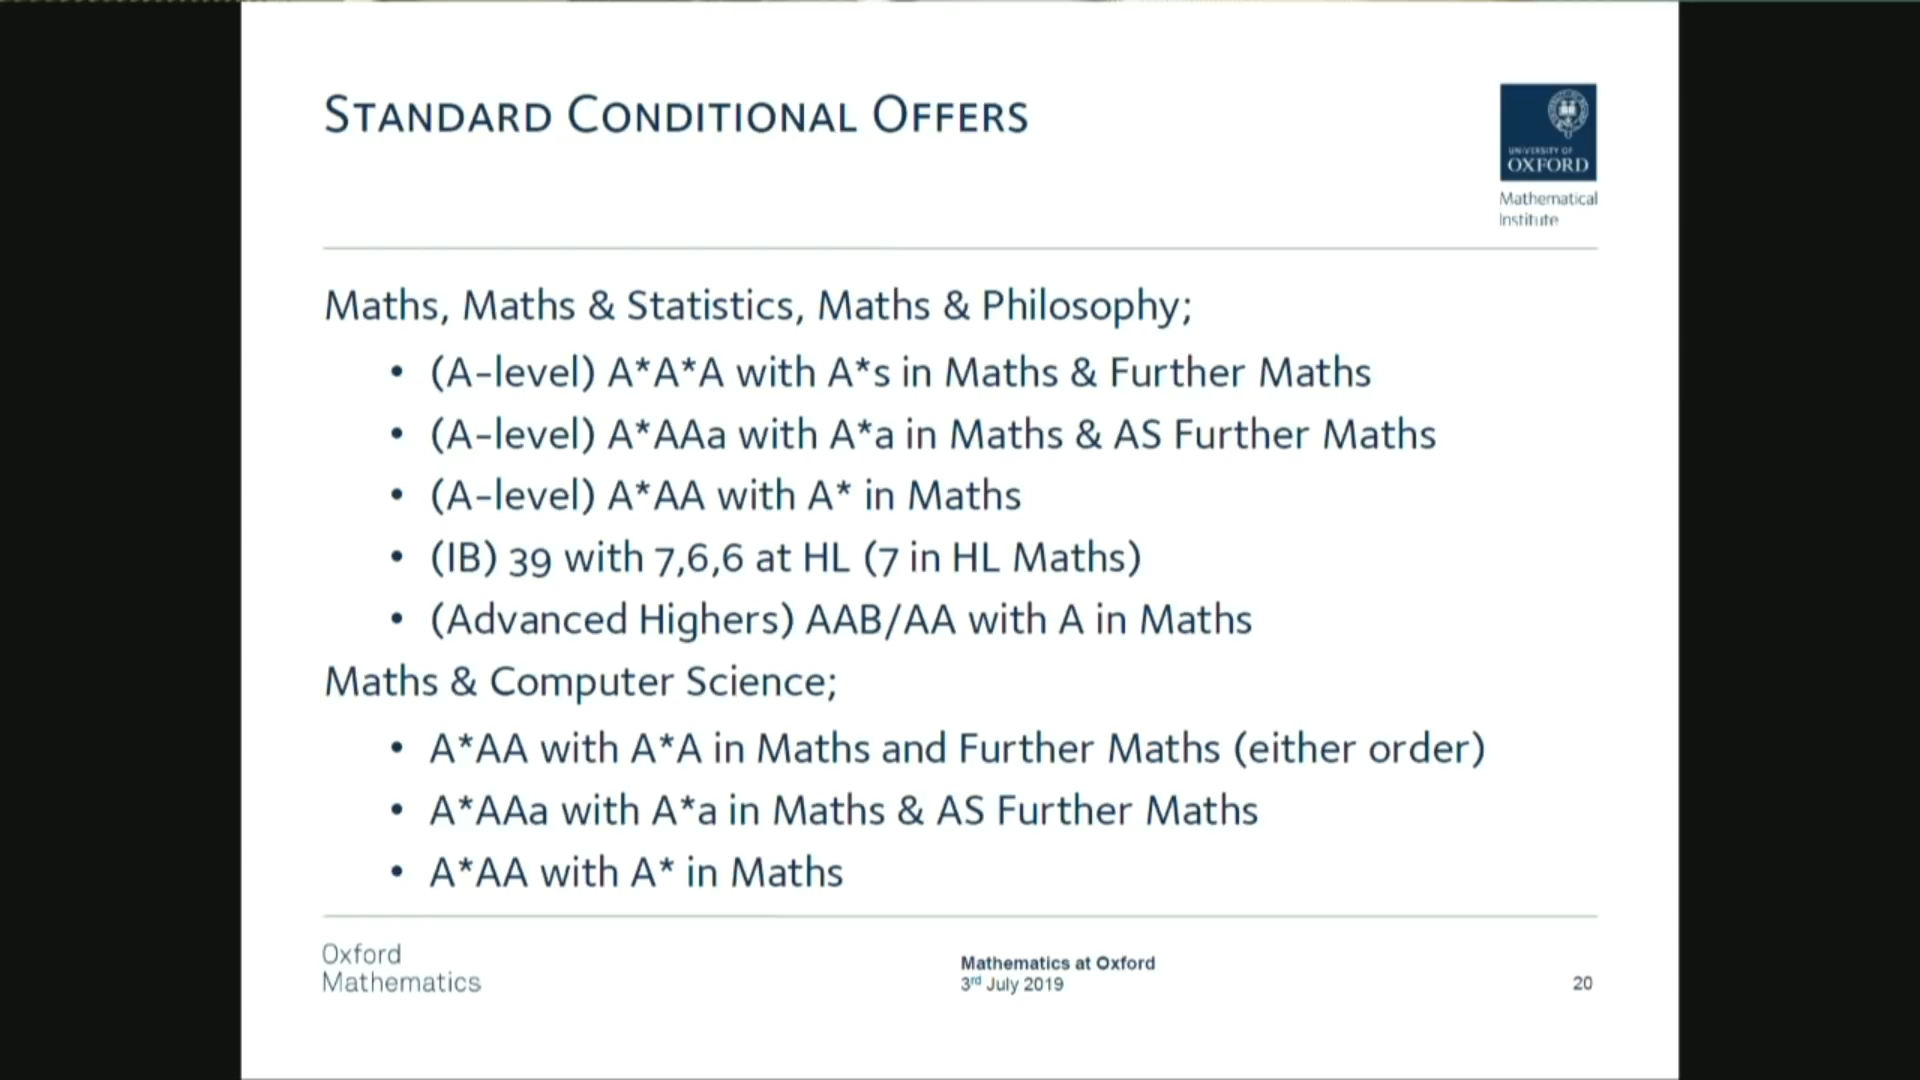 STANDARD CONDITIONAL OFFERS
UNIVERSITY OF
OXFORD
Mathematical
Institute
Maths, Maths & Statistics, Maths & Philosophy;
• (A-level) A*A*A with A*s in Maths & Further Maths
• (A-level) A*AAa with A*a in Maths & AS Further Maths
• (A-level) A*AA with A* in Maths
• (IB) 39 with 7,6,6 at HL (7 in HL Maths)
• (Advanced Highers) AAB/AA with A in Maths
Maths & Computer Science;
• A*AA with A*A in Maths and Further Maths (either order)
• A*AAa with A*a in Maths & AS Further Maths
• A*AA with A* in Maths
Oxford
Mathematics
Mathematics at Oxford
3rd July 2019
20